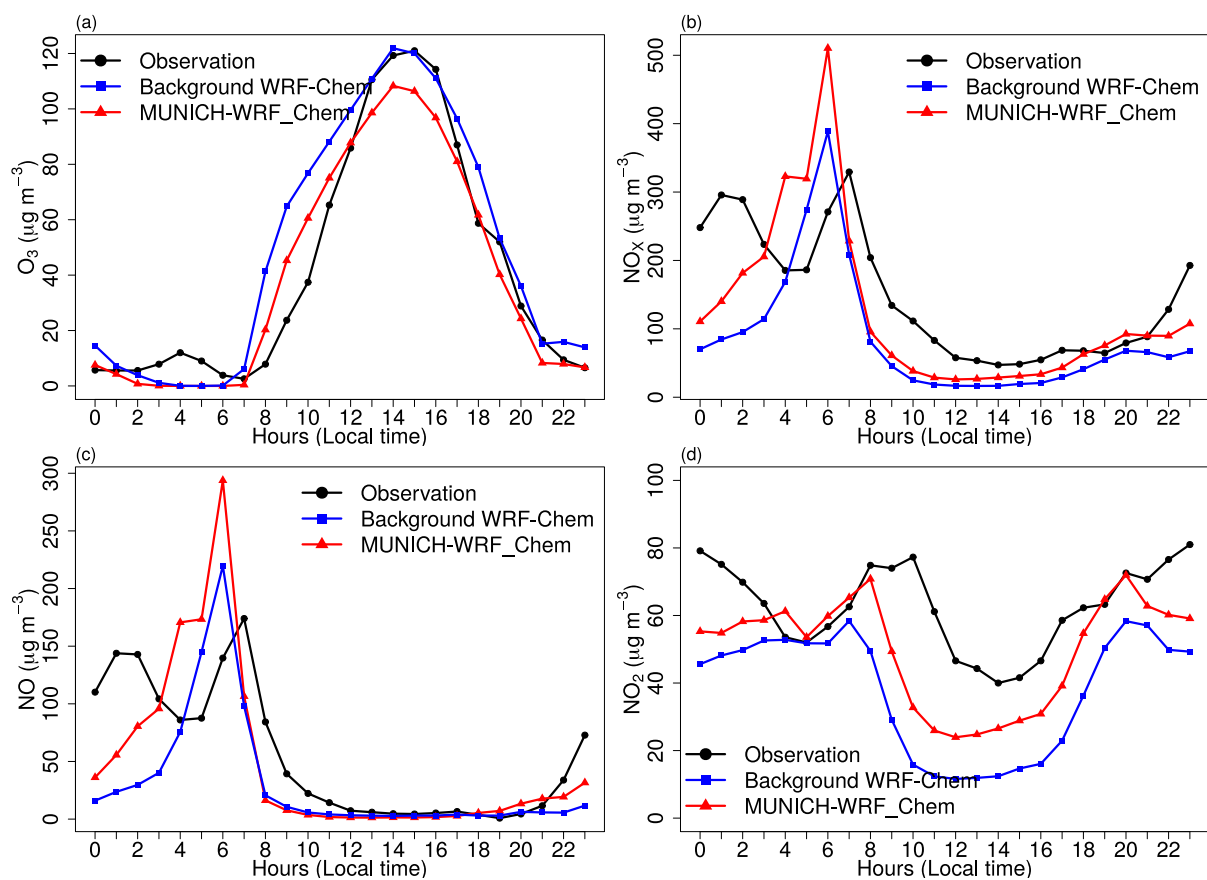 (a)
O3 (μg m−3)
120
100
80
60
40
20
0
Observation
Background WRF-Chem
MUNICH-WRF_Chem
0 2 4 6 8 10 12 14 16 18 20 22
Hours (Local time)
(b)
NOX (μg m−3)
500
400
300
200
100
0
Observation
Background WRF-Chem
MUNICH-WRF_Chem
0 2 4 6 8 10 12 14 16 18 20 22
Hours (Local time)
(c)
NO (μg m−3)
300
250
200
150
100
50
0
Observation
Background WRF-Chem
MUNICH-WRF_Chem
0 2 4 6 8 10 12 14 16 18 20 22
Hours (Local time)
(d)
NO2 (μg m−3)
100
80
60
40
20
0
Observation
Background WRF-Chem
MUNICH-WRF_Chem
0 2 4 6 8 10 12 14 16 18 20 22
Hours (Local time)